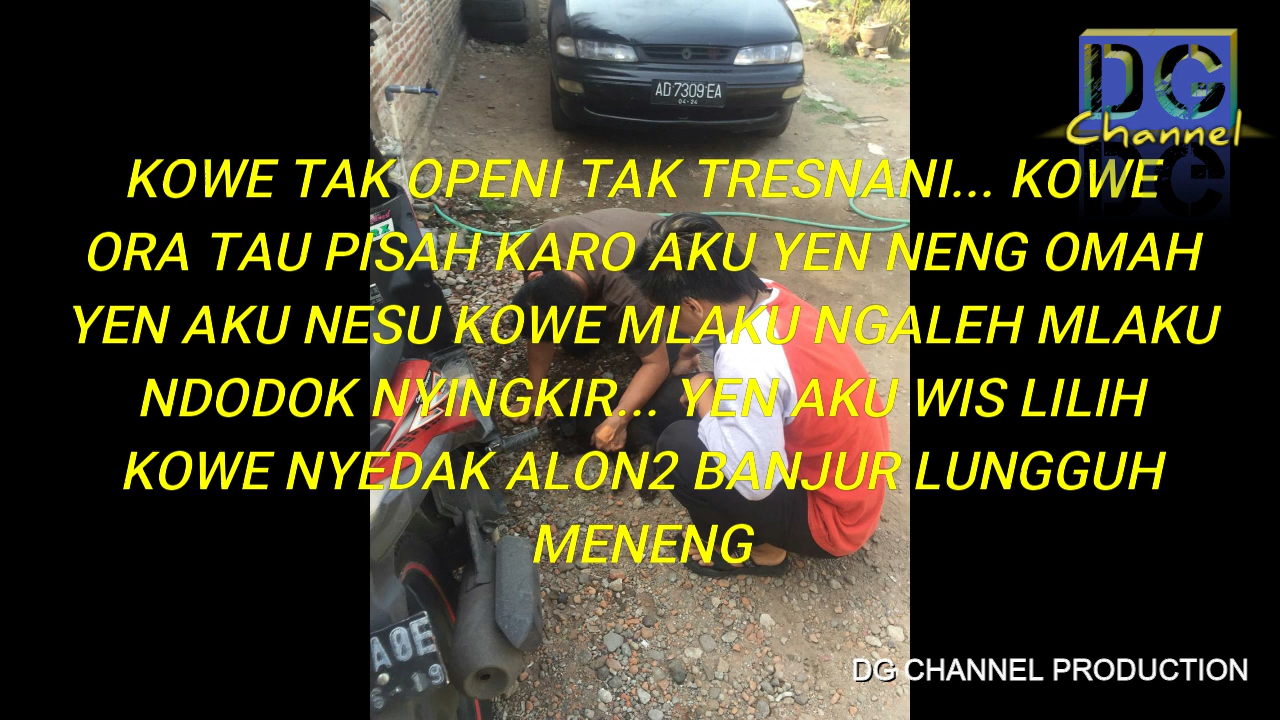 DG
Channel
AD 7309 EA
04-24
KOWE TAK OPENI TAK TRESNANI... KOWE
ORA TAU PISAH KARO AKU YEN NENG OMAH
YEN AKU NESU KOWE MLAKU NGALEH MLAKU
NDODOK NYINGKIR... YEN AKU WIS LILIH
KOWE NYEDAK ALON2 BANJUR LUNGGUH
MENENG
A8E
19
DG CHANNEL PRODUCTION